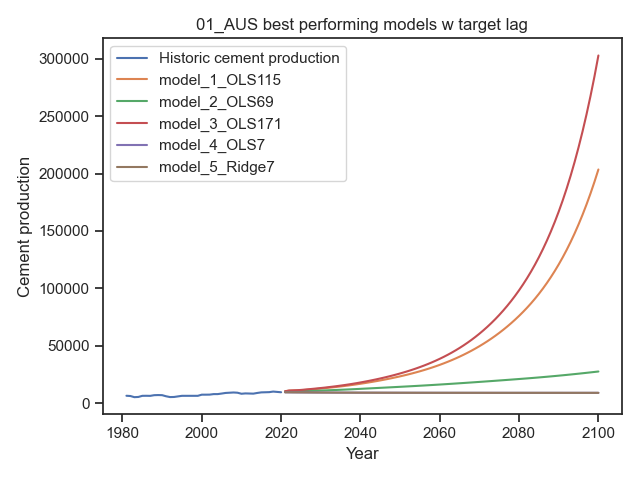 01_AUS best performing models w target lag
Historic cement production
model_1_OLS115
model_2_OLS69
model_3_OLS171
model_4_OLS7
model_5_Ridge7
Cement production
300000
250000
200000
150000
100000
50000
0
1980 2000 2020 2040 2060 2080 2100
Year